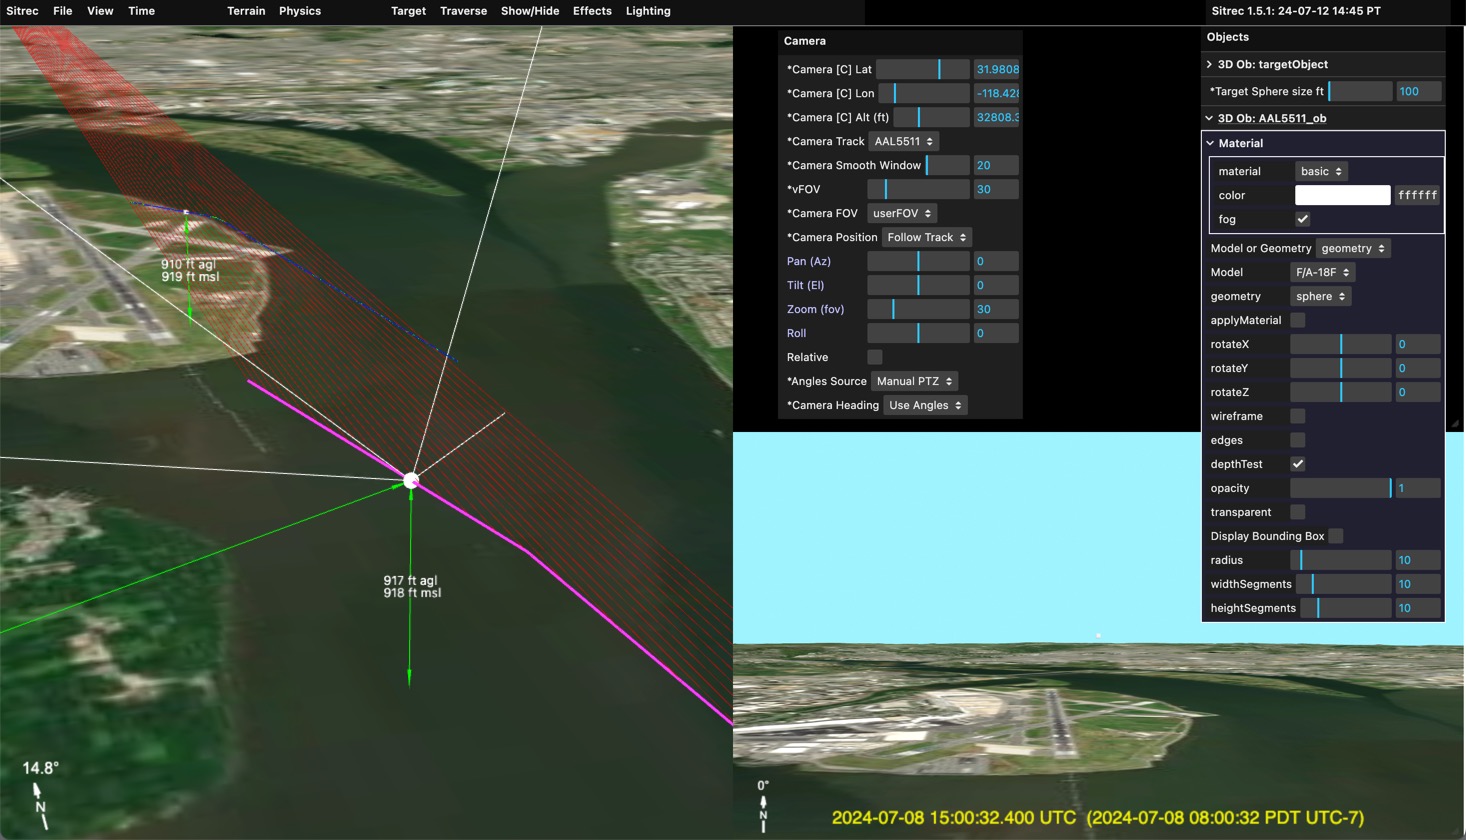 Sitrec File View Time Terrain Physics Target Traverse Show/Hide Effects Lighting Sitrec 1.5.1: 24-07-12 14:45 PT
910 ft agl
919 ft msl
917 ft agl
918 ft msl
14.8°
N
Camera
*Camera [C] Lat 31.9808
*Camera [C] Lon -118.428
*Camera [C] Alt (ft) 32808.3
*Camera Track AAL5511
*Camera Smooth Window 20
*vFOV 30
*Camera FOV userFOV
*Camera Position Follow Track
Pan (Az) 0
Tilt (El) 0
Zoom (fov) 30
Roll 0
Relative
*Angles Source Manual PTZ
*Camera Heading Use Angles
Objects
3D Ob: targetObject
*Target Sphere size ft 100
3D Ob: AAL5511_ob
Material
material basic
color ffffff
fog
Model or Geometry geometry
Model F/A-18F
geometry sphere
applyMaterial
rotateX 0
rotateY 0
rotateZ 0
wireframe
edges
depthTest
opacity 1
transparent
Display Bounding Box
radius 10
widthSegments 10
heightSegments 10
0°
N
2024-07-08 15:00:32.400 UTC (2024-07-08 08:00:32 PDT UTC-7)